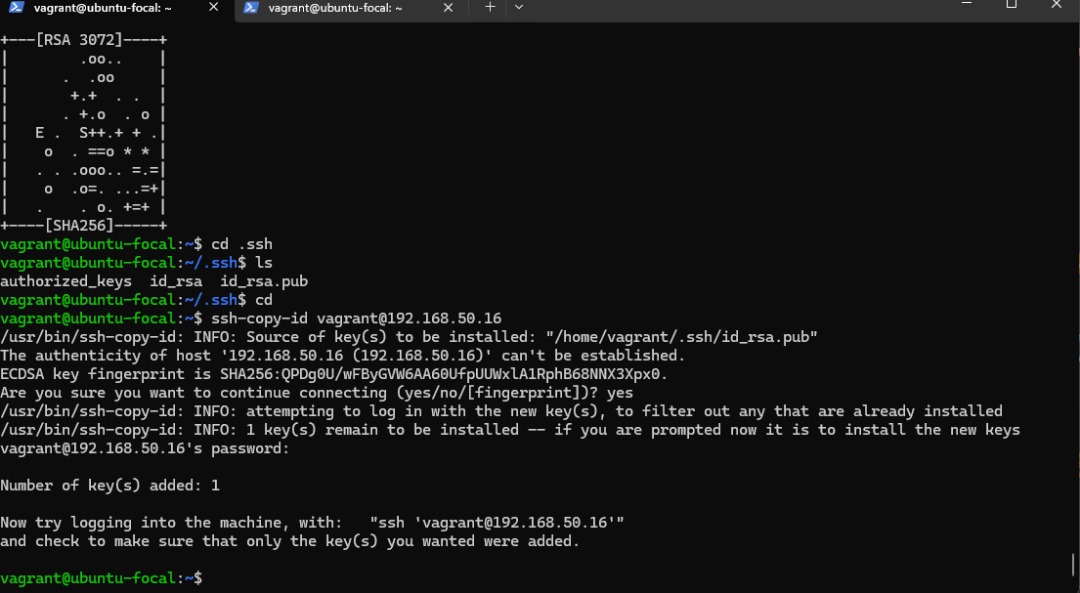 vagrant@ubuntu-focal: ~
vagrant@ubuntu-focal: ~
+---[RSA 3072]----+
|        .oo..    |
|      .  .oo     |
|       +.+  . .  |
|      . +.o  . o |
|   E .  S++.+ + .|
|    o  . ==o * * |
|   . . .ooo.. =.=|
|    o  .o=. ...=+|
|   .    . o. +=+ |
+----[SHA256]-----+
vagrant@ubuntu-focal:~$ cd .ssh
vagrant@ubuntu-focal:~/.ssh$ ls
authorized_keys  id_rsa  id_rsa.pub
vagrant@ubuntu-focal:~/.ssh$ cd
vagrant@ubuntu-focal:~$ ssh-copy-id vagrant@192.168.50.16
/usr/bin/ssh-copy-id: INFO: Source of key(s) to be installed: "/home/vagrant/.ssh/id_rsa.pub"
The authenticity of host '192.168.50.16 (192.168.50.16)' can't be established.
ECDSA key fingerprint is SHA256:QPDg0U/wFByGVW6AA60UfpUUWxlA1RphB68NNX3Xpx0.
Are you sure you want to continue connecting (yes/no/[fingerprint])? yes
/usr/bin/ssh-copy-id: INFO: attempting to log in with the new key(s), to filter out any that are already installed
/usr/bin/ssh-copy-id: INFO: 1 key(s) remain to be installed -- if you are prompted now it is to install the new keys
vagrant@192.168.50.16's password:
Number of key(s) added: 1
Now try logging into the machine, with:   "ssh 'vagrant@192.168.50.16'"
and check to make sure that only the key(s) you wanted were added.
vagrant@ubuntu-focal:~$